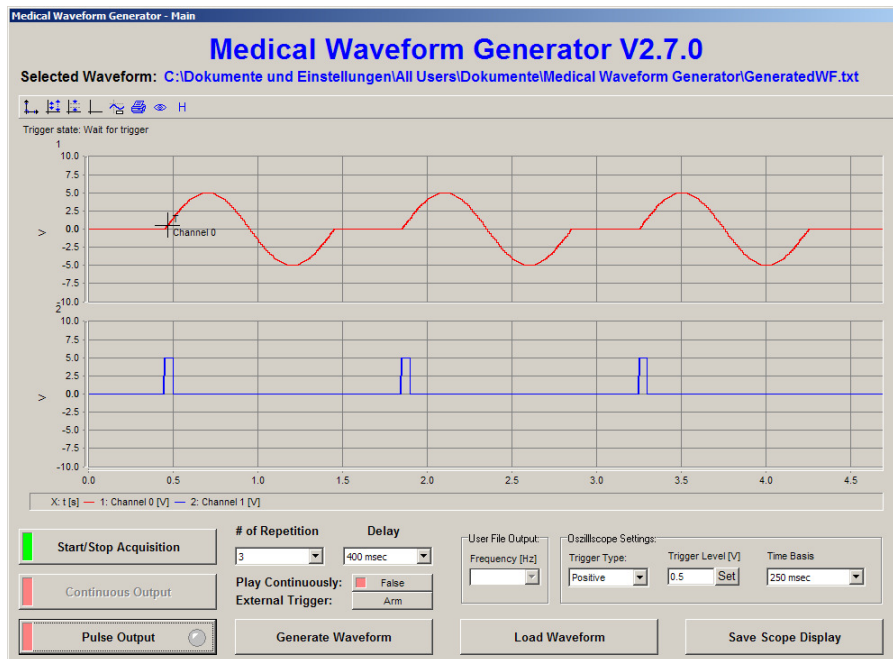 Medical Waveform Generator - Main
Medical Waveform Generator V2.7.0
Selected Waveform: C:\Dokumente und Einstellungen\All Users\Dokumente\Medical Waveform Generator\GeneratedWF.txt
H
Trigger state: Wait for trigger
1
10.0
7.5
5.0
2.5
0.0
-2.5
-5.0
-7.5
-10.0
V
T
Channel 0
2
10.0
7.5
5.0
2.5
0.0
-2.5
-5.0
-7.5
-10.0
V
0.0 0.5 1.0 1.5 2.0 2.5 3.0 3.5 4.0 4.5
X: t [s] 1: Channel 0 [V] 2: Channel 1 [V]
Start/Stop Acquisition
Continuous Output
Pulse Output
# of Repetition Delay
3 400 msec
Play Continuously: False
External Trigger: Arm
User File Output:
Frequency [Hz]
Oszillscope Settings:
Trigger Type: Trigger Level [V] Time Basis
Positive 0.5 Set 250 msec
Generate Waveform Load Waveform Save Scope Display